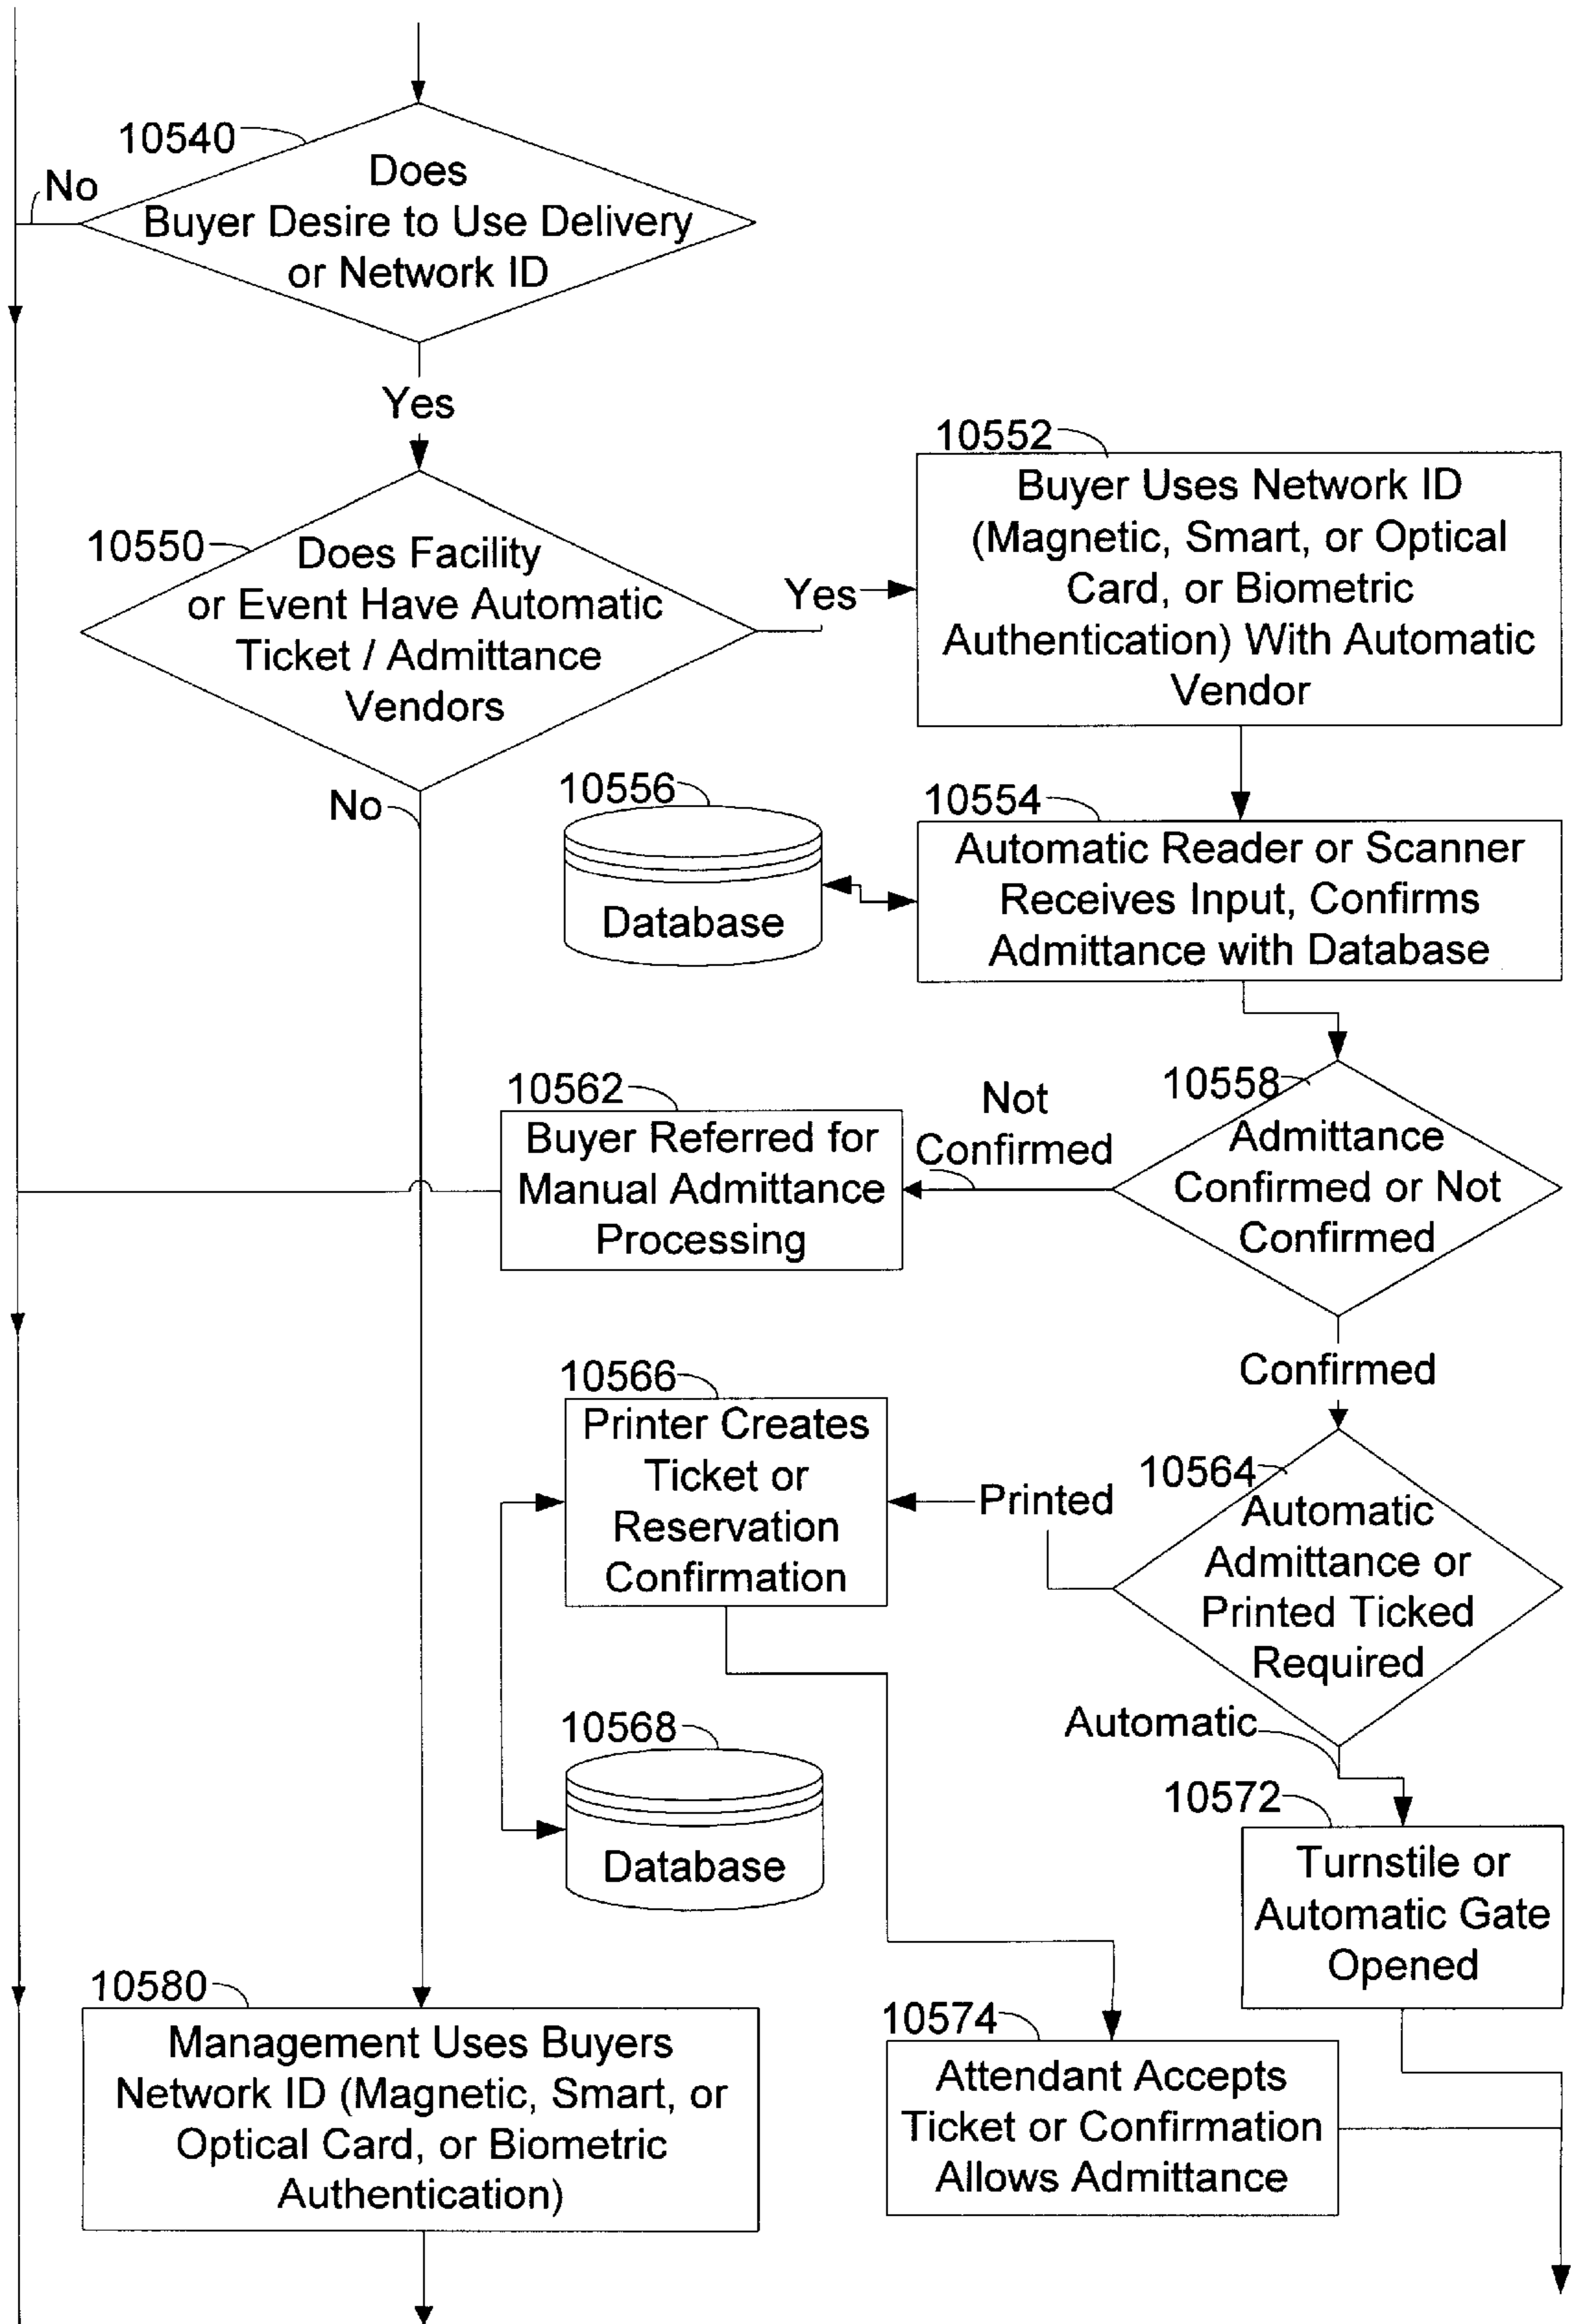 10540
No
Does
Buyer Desire to Use Delivery
or Network ID
Yes
10550
Does Facility
or Event Have Automatic
Ticket / Admittance
Vendors
Yes
No
10552
Buyer Uses Network ID
(Magnetic, Smart, or Optical
Card, or Biometric
Authentication) With Automatic
Vendor
10556
Database
10554
Automatic Reader or Scanner
Receives Input, Confirms
Admittance with Database
10558
Admittance
Confirmed or Not
Confirmed
Not
Confirmed
10562
Buyer Referred for
Manual Admittance
Processing
Confirmed
10564
Automatic
Admittance or
Printed Ticked
Required
Printed
10566
Printer Creates
Ticket or
Reservation
Confirmation
10568
Database
Automatic
10572
Turnstile or
Automatic Gate
Opened
10574
Attendant Accepts
Ticket or Confirmation
Allows Admittance
10580
Management Uses Buyers
Network ID (Magnetic, Smart, or
Optical Card, or Biometric
Authentication)